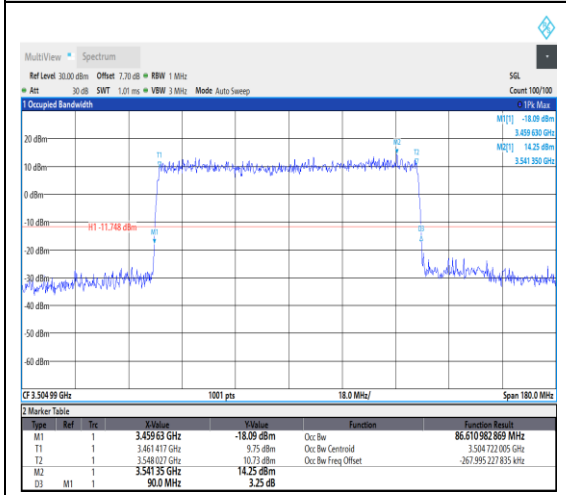 MultiView Spectrum
Ref Level 30.00 dBm Offset 7.70 dB RBW 1 MHz SGL
Att 30 dB SWT 1.01 ms VBW 3 MHz Mode Auto Sweep Count 100/100
1 Occupied Bandwidth 1Pk Max
M1[1] -18.09 dBm
3.459 630 GHz
M2[1] 14.25 dBm
3.541 350 GHz
20 dBm
M2
T1
T2
10 dBm
0 dBm
-10 dBm
H1 -11.748 dBm
M1
D3
-20 dBm
-30 dBm
-40 dBm
-50 dBm
-60 dBm
CF 3.504 99 GHz 1001 pts 18.0 MHz/ Span 180.0 MHz
2 Marker Table
Type Ref Trc X-Value Y-Value Function Function Result
M1 1 3.459 63 GHz -18.09 dBm Occ Bw 86.610 982 869 MHz
T1 1 3.461 417 GHz 9.75 dBm Occ Bw Centroid 3.504 722 005 GHz
T2 1 3.548 027 GHz 10.73 dBm Occ Bw Freq Offset -267.995 227 835 kHz
M2 1 3.541 35 GHz 14.25 dBm
D3 M1 1 90.0 MHz 3.25 dB